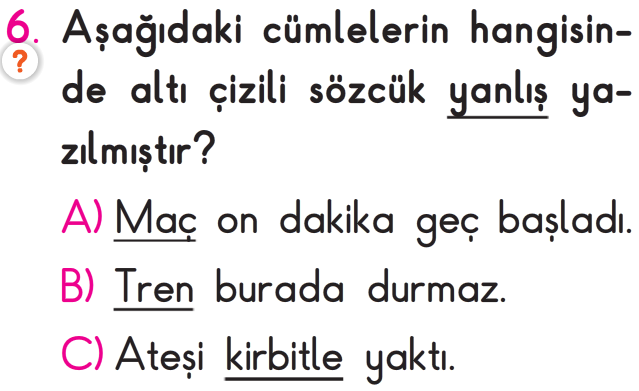 6. Aşağıdaki cümlelerin hangisin-
?
de altı çizili sözcük yanlış ya-
zılmıştır?
A) Maç on dakika geç başladı.
B) Tren burada durmaz.
C) Ateşi kirbitle yaktı.